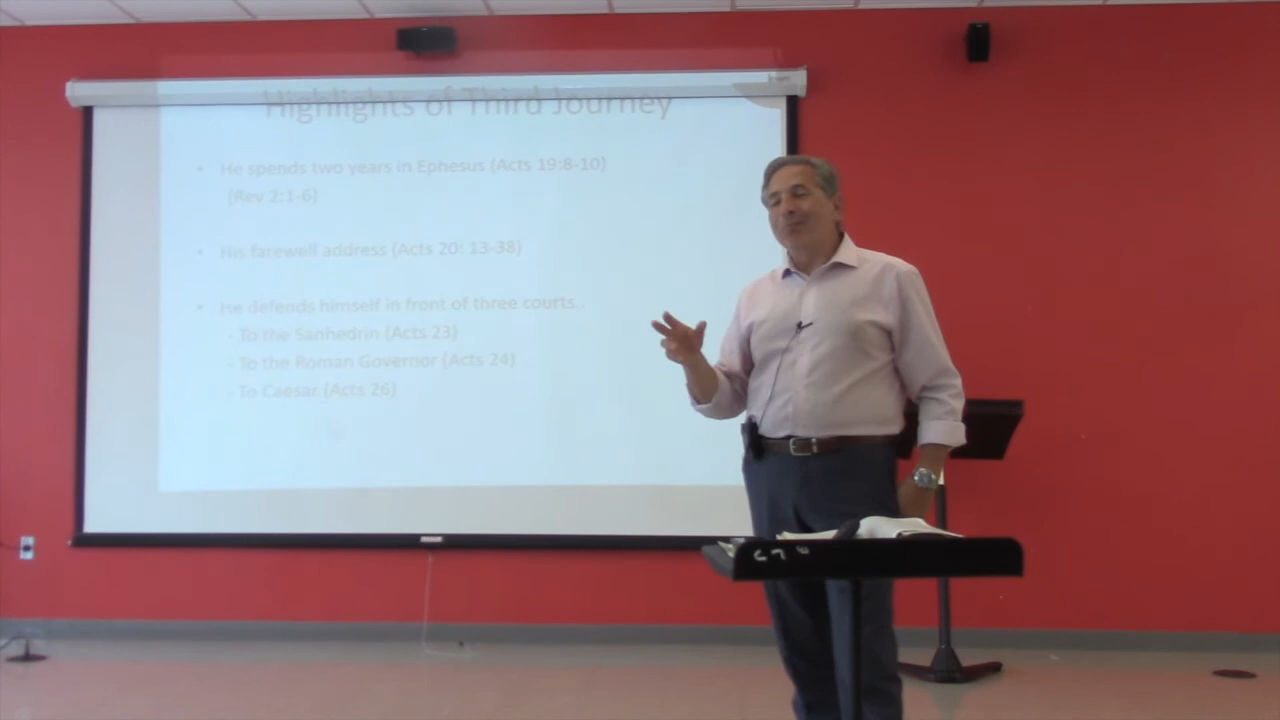 Highlights of Third Journey
• He spends two years in Ephesus (Acts 19:8-10)
(Rev 2:1-6)
• His farewell address (Acts 20: 13-38)
• He defends himself in front of three courts..
- To the Sanhedrin (Acts 23)
- To the Roman Governor (Acts 24)
- To Caesar (Acts 26)